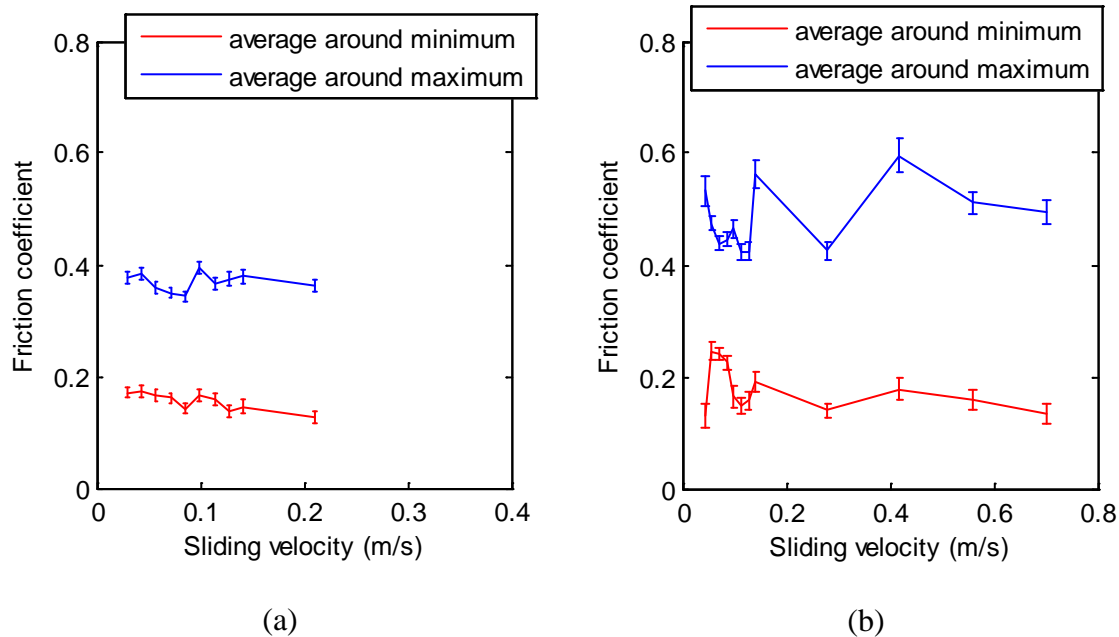 average around minimum
average around maximum
0.8
0.6
0.4
0.2
0
Friction coefficient
0 0.1 0.2 0.3 0.4
Sliding velocity (m/s)
(a)
average around minimum
average around maximum
0.8
0.6
0.4
0.2
0
Friction coefficient
0 0.2 0.4 0.6 0.8
Sliding velocity (m/s)
(b)